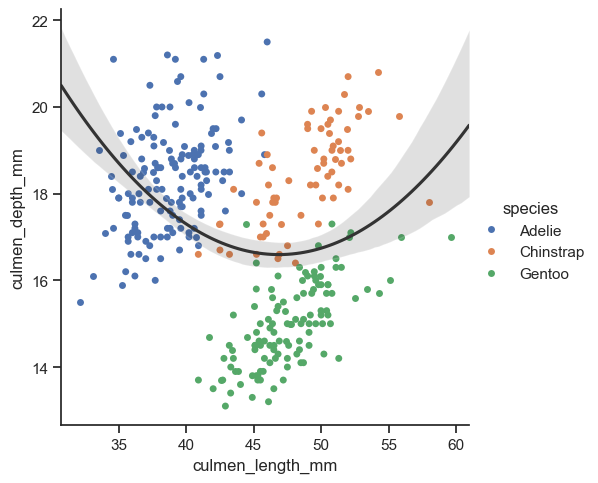 22
20
18
16
14
culmen_depth_mm
35 40 45 50 55 60
culmen_length_mm
species
Adelie
Chinstrap
Gentoo